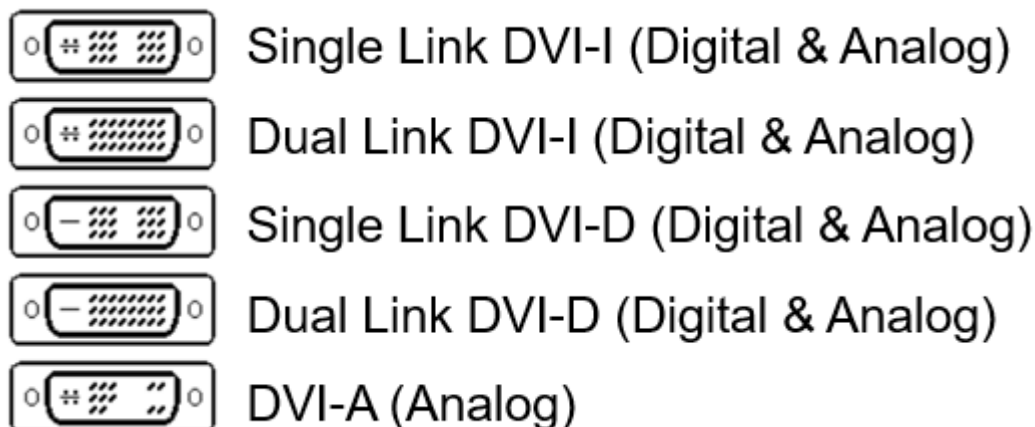 Single Link DVI-I (Digital & Analog)
Dual Link DVI-I (Digital & Analog)
Single Link DVI-D (Digital & Analog)
Dual Link DVI-D (Digital & Analog)
DVI-A (Analog)